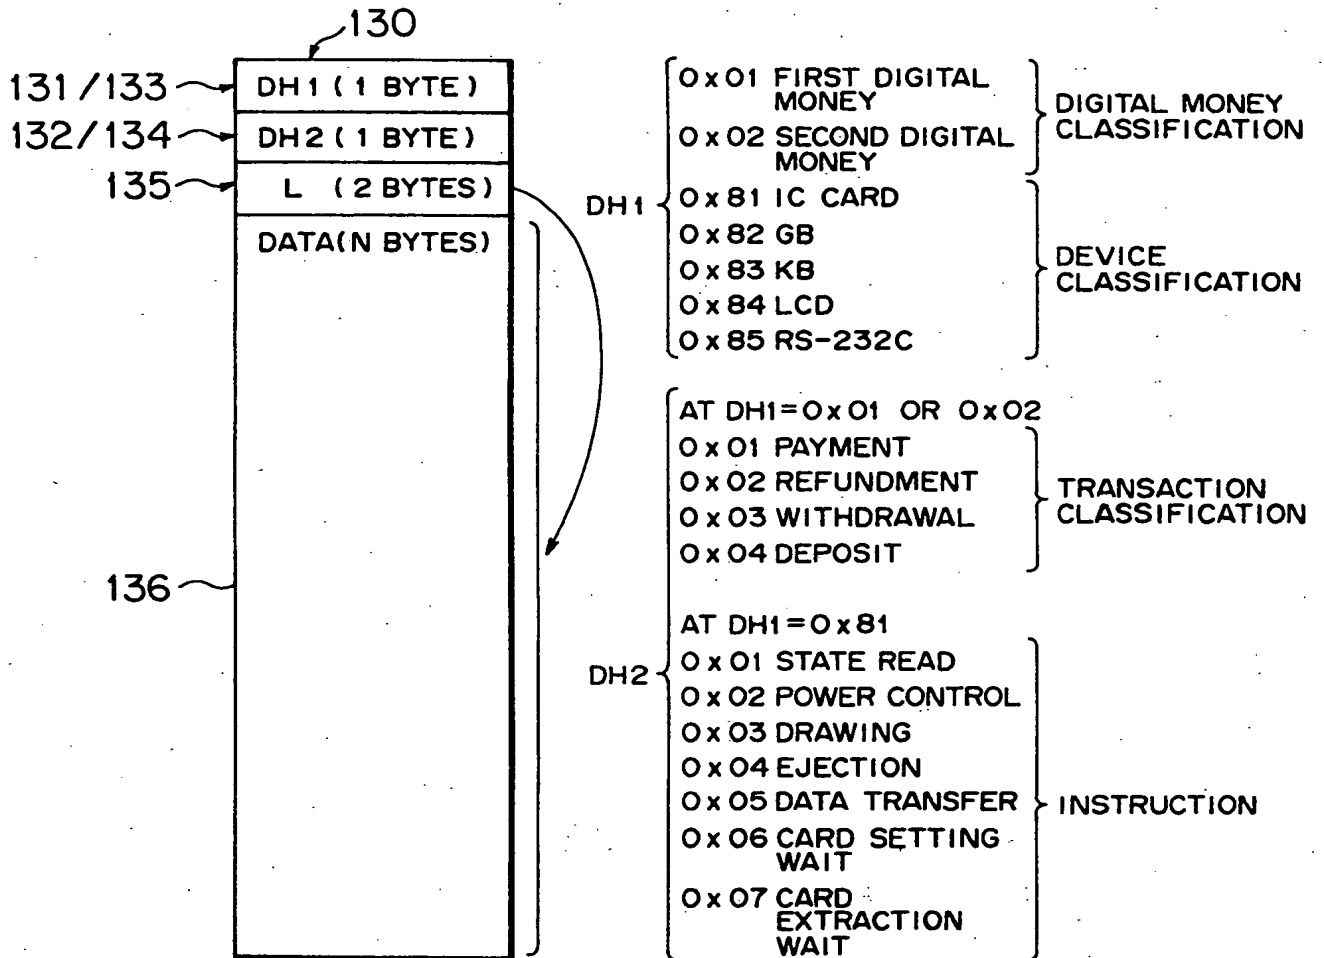 130
131/133
DH1 (1 BYTE)
132/134
DH2 (1 BYTE)
135
L (2 BYTES)
DATA(N BYTES)
136
DH1
0x01 FIRST DIGITAL
MONEY
0x02 SECOND DIGITAL
MONEY
DIGITAL MONEY
CLASSIFICATION
0x81 IC CARD
0x82 GB
0x83 KB
0x84 LCD
0x85 RS-232C
DEVICE
CLASSIFICATION
DH2
AT DH1=0x01 OR 0x02
0x01 PAYMENT
0x02 REFUNDMENT
0x03 WITHDRAWAL
0x04 DEPOSIT
TRANSACTION
CLASSIFICATION
AT DH1=0x81
0x01 STATE READ
0x02 POWER CONTROL
0x03 DRAWING
0x04 EJECTION
0x05 DATA TRANSFER
0x06 CARD SETTING
WAIT
0x07 CARD
EXTRACTION
WAIT
INSTRUCTION